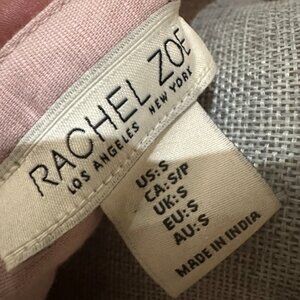 RACHEL ZOE
LOS ANGELES NEW YORK
US:S
CA:S/P
UK:S
EU:S
AU:S
MADE IN INDIA